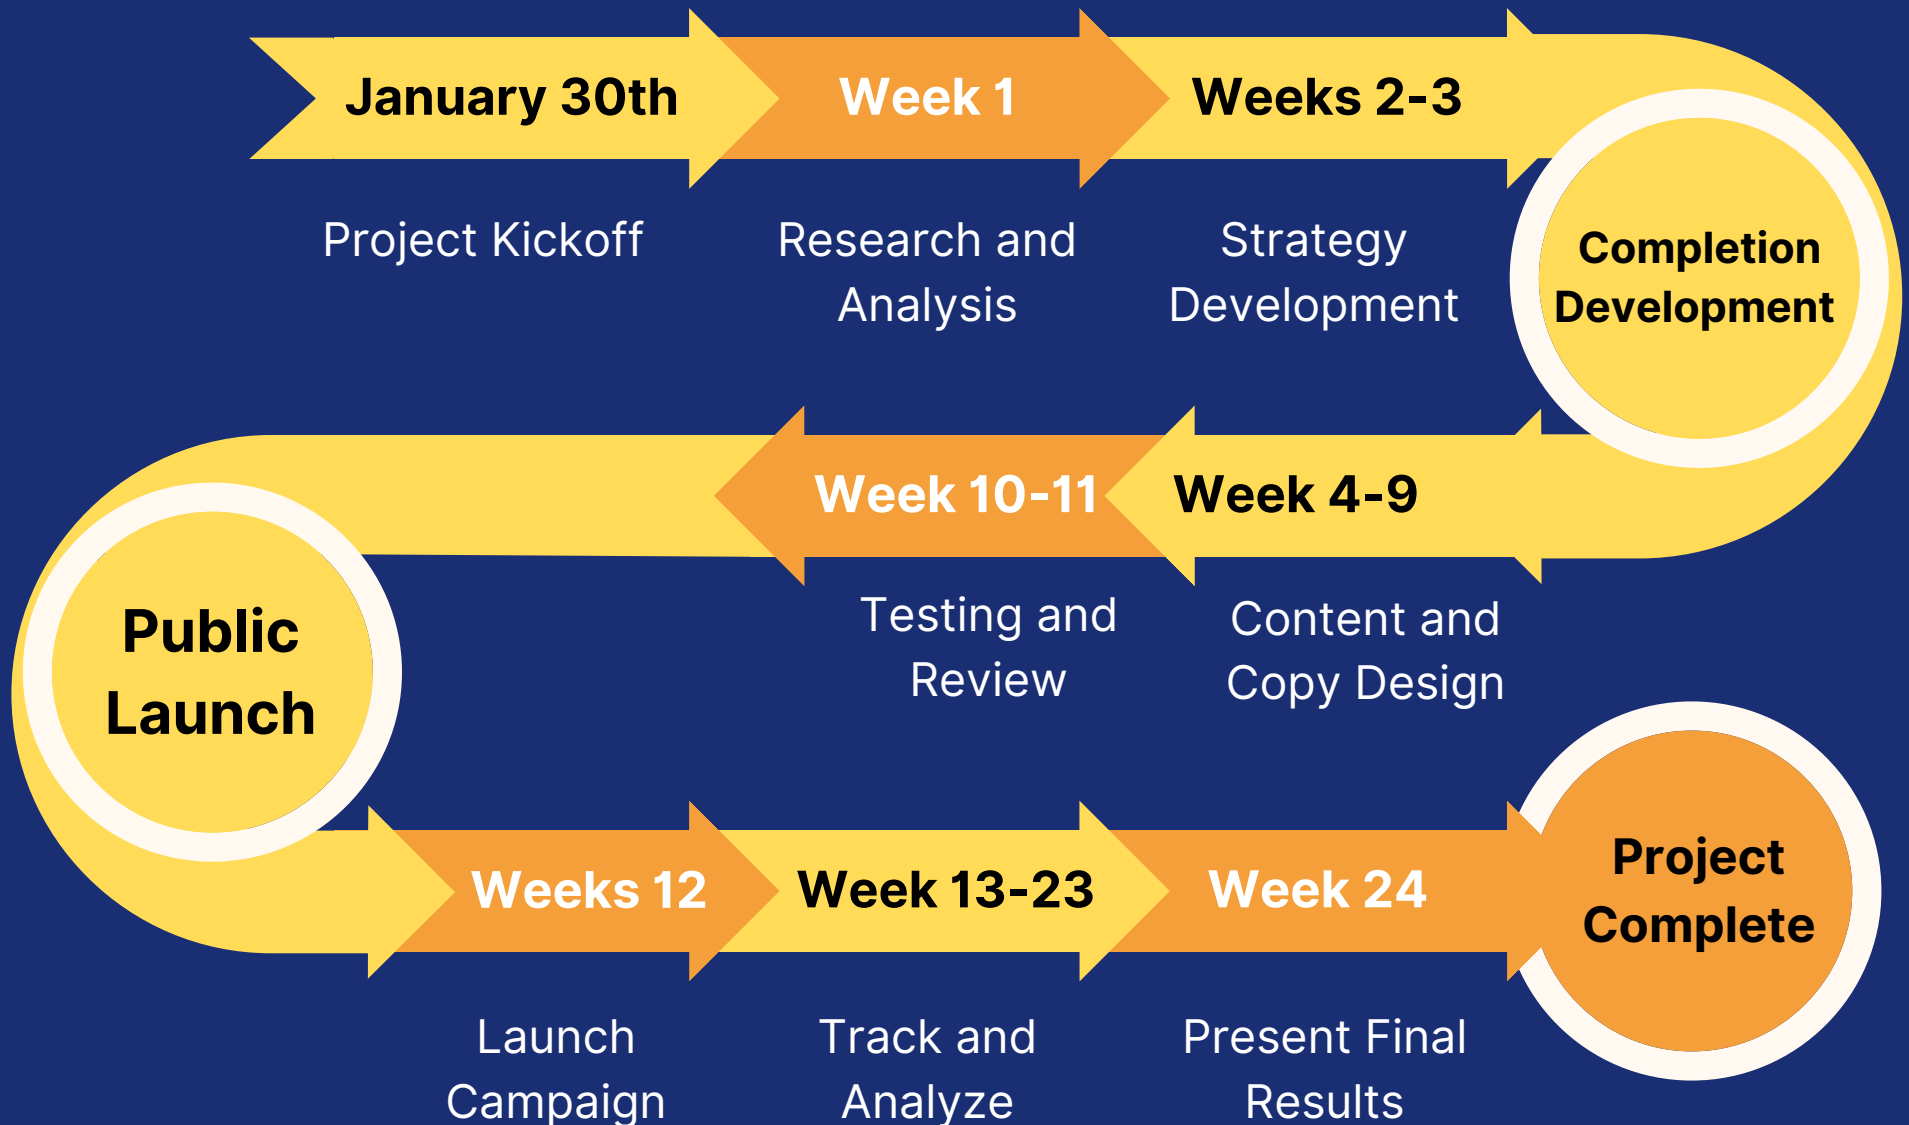 January 30th
Week 1
Weeks 2-3
Project Kickoff
Research and
Analysis
Strategy
Development
Completion
Development
Week 4-9
Week 10-11
Content and
Copy Design
Testing and
Review
Public
Launch
Weeks 12
Week 13-23
Week 24
Launch
Campaign
Track and
Analyze
Present Final
Results
Project
Complete